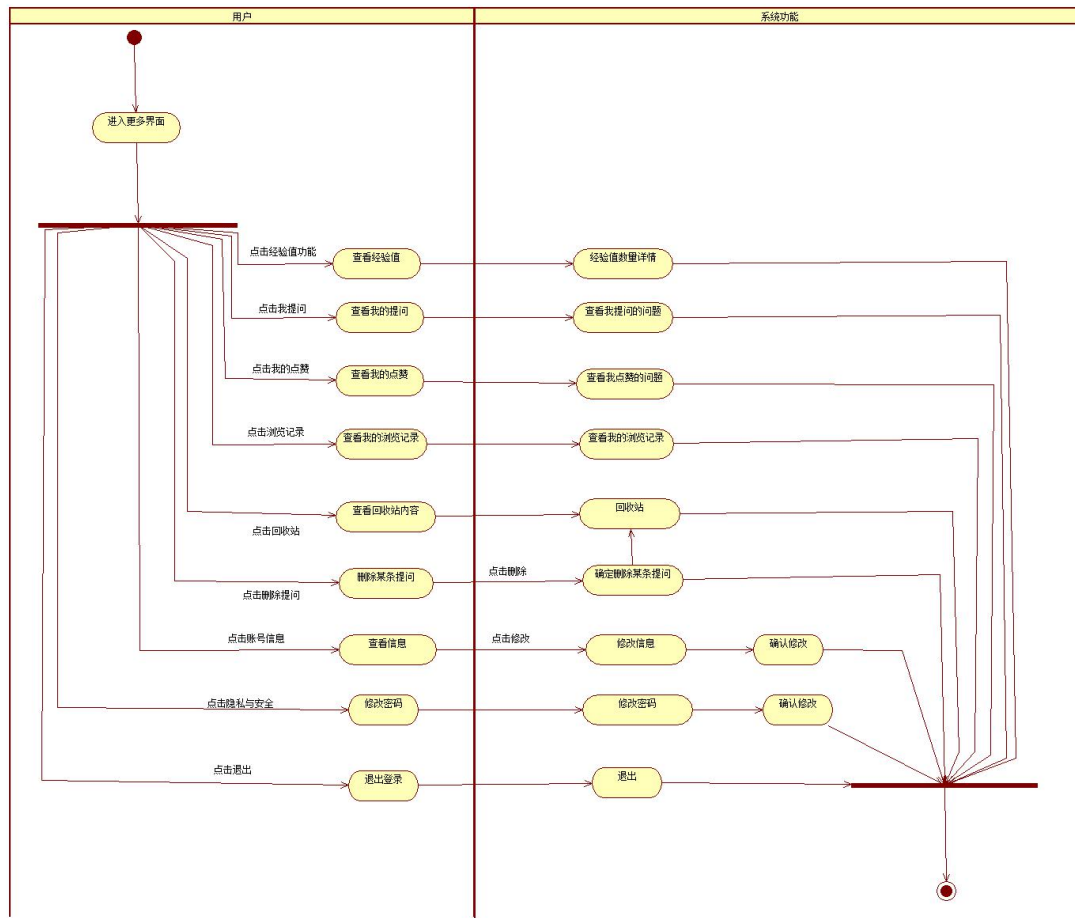 用户
系统功能
进入更多界面
点击经验值功能
查看经验值
经验值数量详情
点击我提问
查看我的提问
查看我提问的问题
点击我的点赞
查看我的点赞
查看我点赞的问题
点击浏览记录
查看我的浏览记录
查看我的浏览记录
点击回收站
查看回收站内容
回收站
点击删除提问
删除某条提问
点击删除
确定删除某条提问
点击账号信息
查看信息
点击修改
修改信息
确认修改
点击隐私与安全
修改密码
修改密码
确认修改
点击退出
退出登录
退出